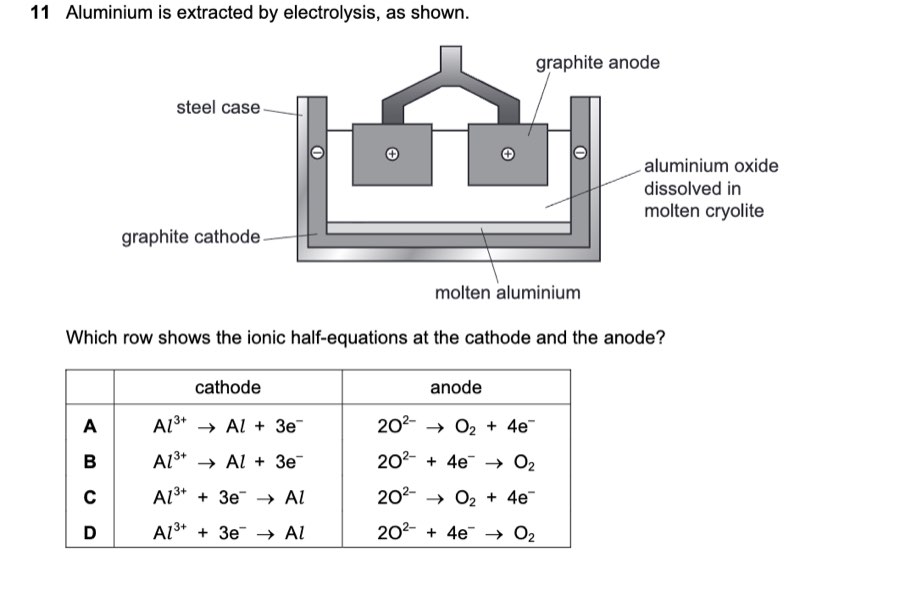 11 Aluminium is extracted by electrolysis, as shown.
graphite anode
steel case
⊖ ⊕ ⊕ ⊖
aluminium oxide
dissolved in
molten cryolite
graphite cathode
molten aluminium
Which row shows the ionic half-equations at the cathode and the anode?
cathode anode
A Al³⁺ → Al + 3e⁻ 2O²⁻ → O₂ + 4e⁻
B Al³⁺ → Al + 3e⁻ 2O²⁻ + 4e⁻ → O₂
C Al³⁺ + 3e⁻ → Al 2O²⁻ → O₂ + 4e⁻
D Al³⁺ + 3e⁻ → Al 2O²⁻ + 4e⁻ → O₂